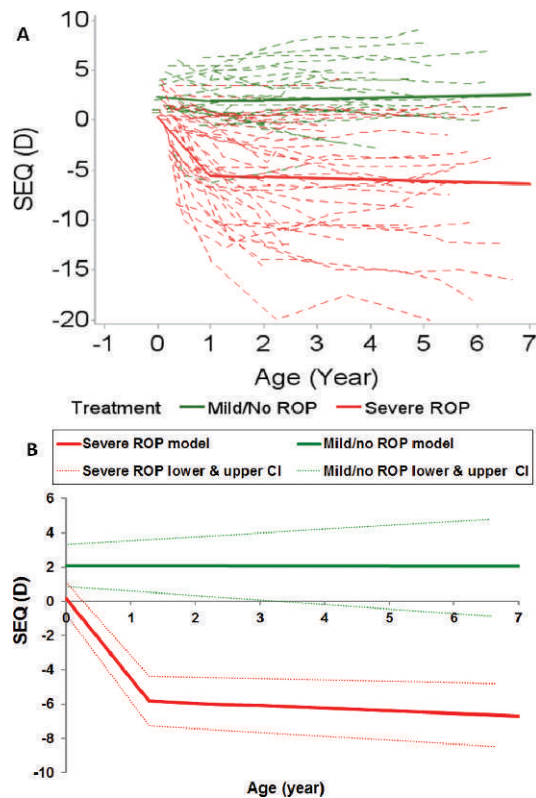 A
10
5
0
-5
-10
-15
-20
SEQ (D)
-1 0 1 2 3 4 5 6 7
Age (Year)
Treatment Mild/No ROP Severe ROP
B
Severe ROP model Mild/no ROP model
Severe ROP lower & upper CI Mild/no ROP lower & upper CI
6
4
2
0
-2
-4
-6
-8
-10
SEQ (D)
0 1 2 3 4 5 6 7
Age (year)